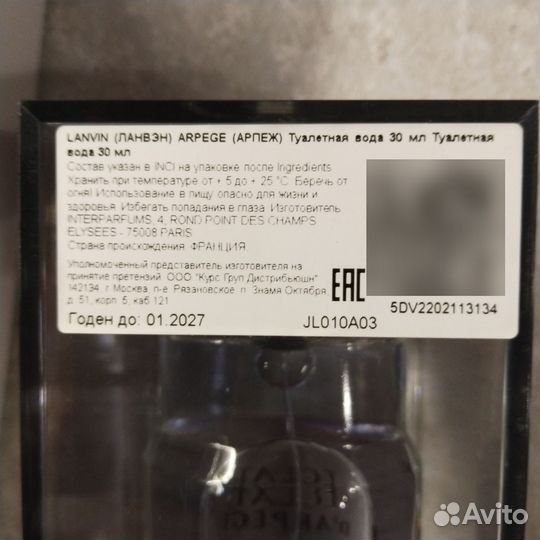 LANVIN (ЛАНВЭН) ARPEGE (АРПЕЖ) Туалетная вода 30 мл Туалетная
вода 30 мл
Состав указан в INCI на упаковке после Ingredients.
Хранить при температуре от + 5 до + 25 °С. Беречь от
огня! Использование в пищу опасно для жизни и
здоровья. Избегать попадания в глаза. Изготовитель:
INTERPARFUMS, 4, ROND POINT DES CHAMPS
ELYSEES - 75008 PARIS
Страна происхождения: ФРАНЦИЯ
Уполномоченный представитель изготовителя на
принятие претензий: ООО "Курс Груп Дистрибьюшн"
142134, г Москва, п-е. Рязановское, п. Знамя Октября,
д. 51, корп. 5, каб 121
EAC
5DV2202113134
Годен до: 01.2027
JL010A03
ECLAT
D'ARPEGE
Avito